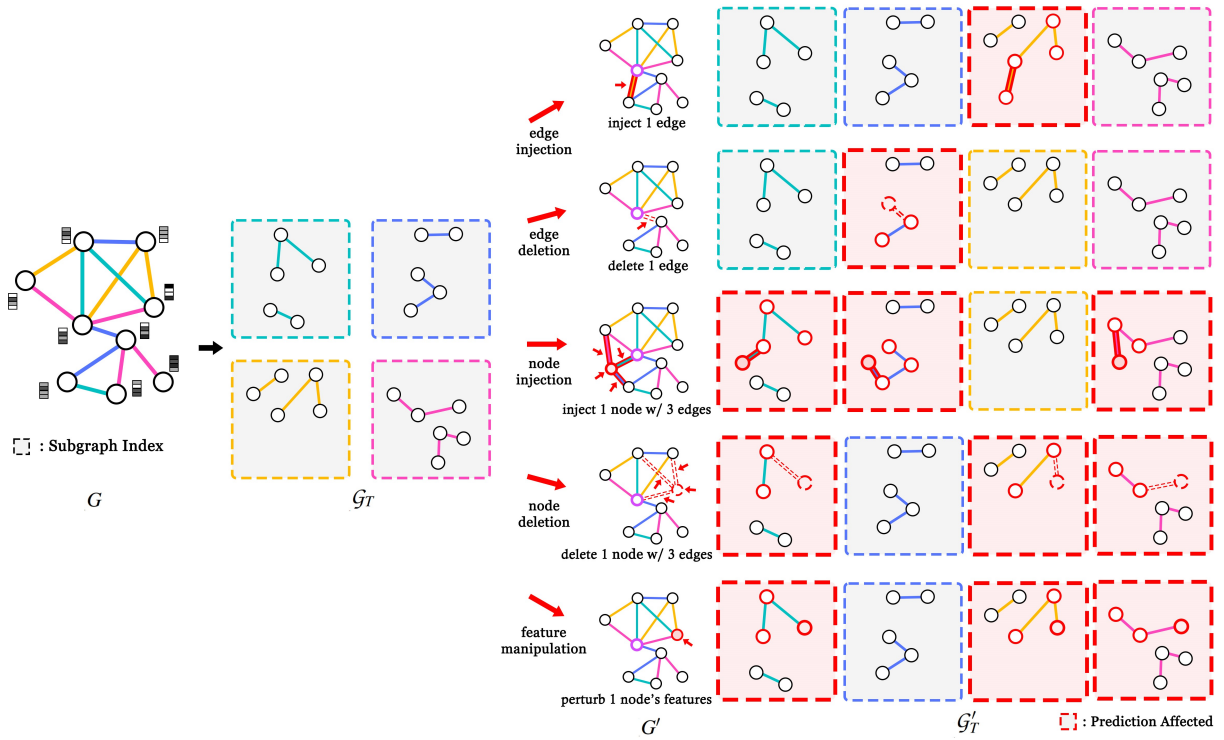 edge
injection
inject 1 edge
edge
deletion
delete 1 edge
node
injection
inject 1 node w/ 3 edges
: Subgraph Index
G
𝒢_T
node
deletion
delete 1 node w/ 3 edges
feature
manipulation
perturb 1 node's features
G′
𝒢′_T
: Prediction Affected